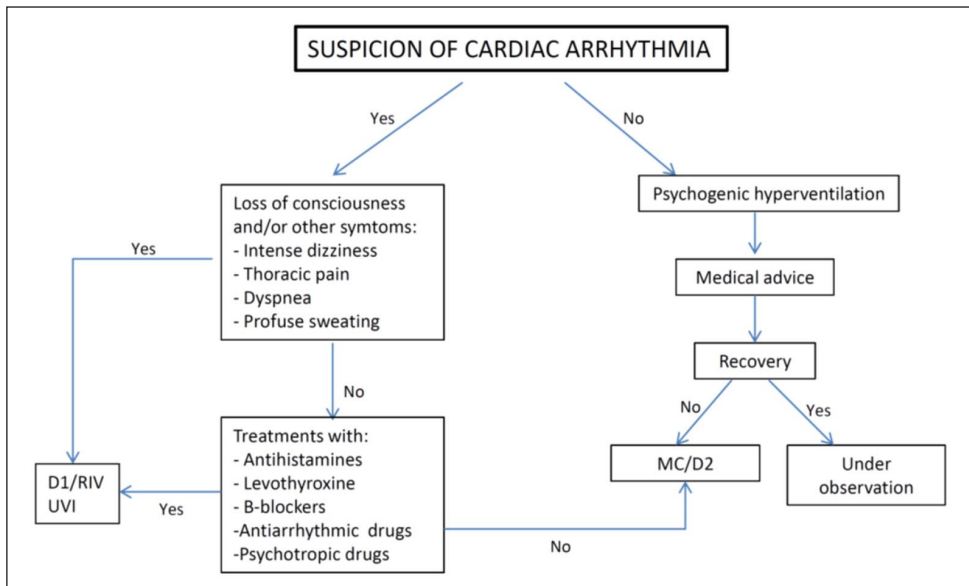 SUSPICION OF CARDIAC ARRHYTHMIA
Yes
No
Loss of consciousness
and/or other symtoms:
- Intense dizziness
- Thoracic pain
- Dyspnea
- Profuse sweating
Psychogenic hyperventilation
Yes
Medical advice
Recovery
No
No
Yes
Treatments with:
- Antihistamines
- Levothyroxine
- B-blockers
-Antiarrhythmic drugs
-Psychotropic drugs
MC/D2
Under
observation
D1/RIV
UVI
Yes
No